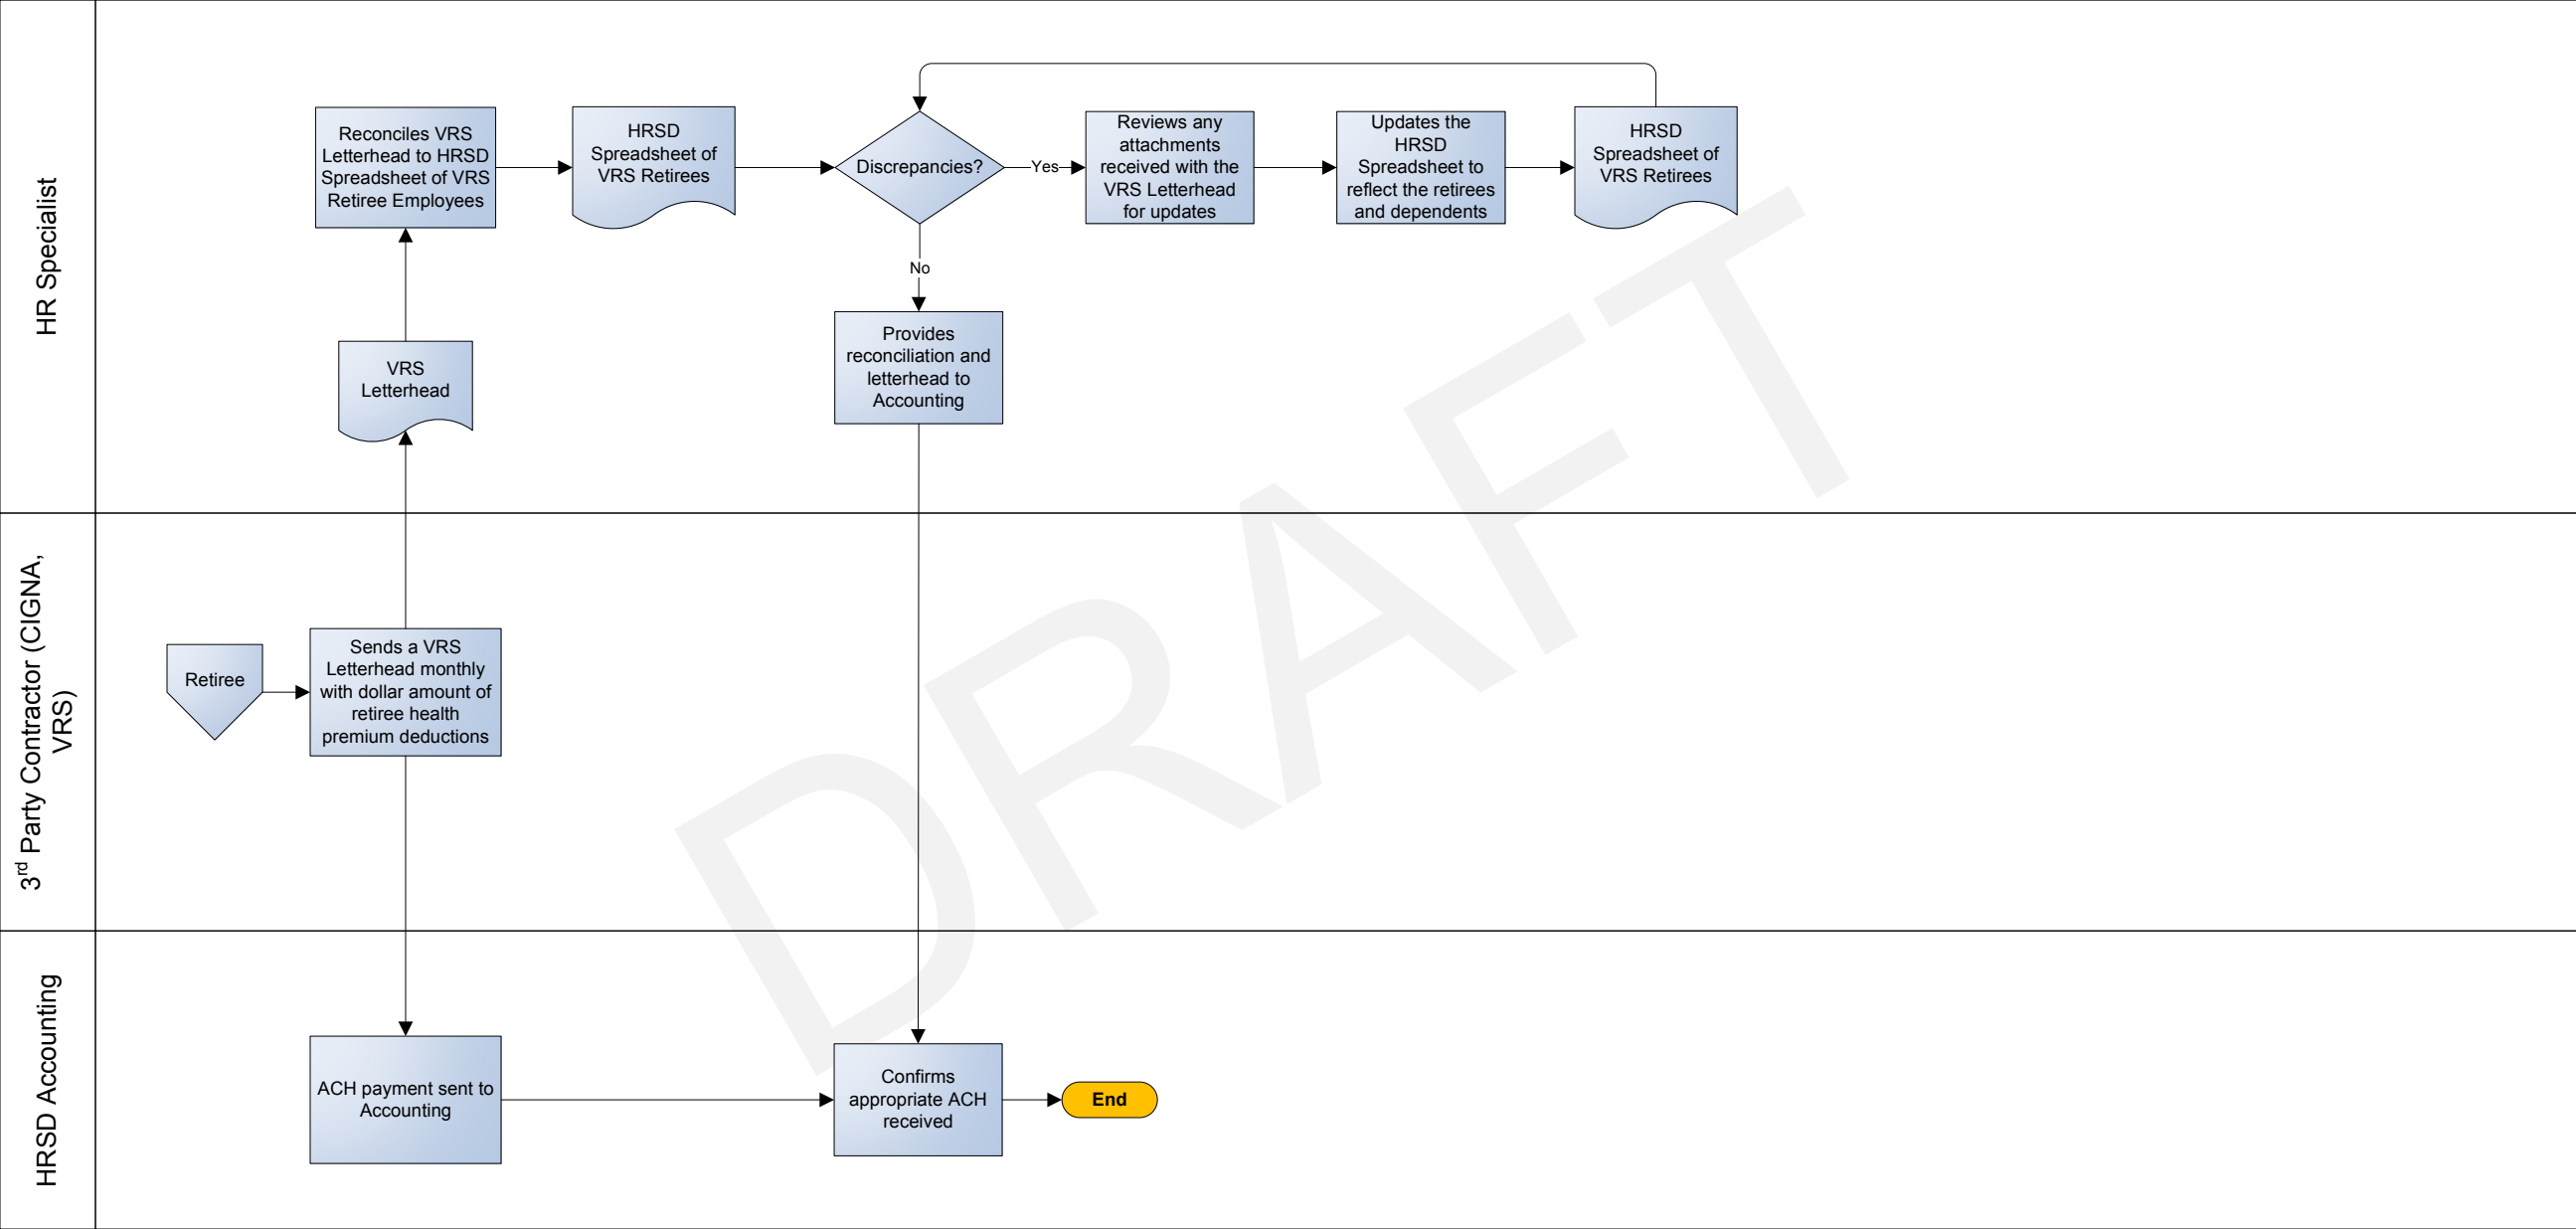 HR Specialist
Reconciles VRS
Letterhead to HRSD
Spreadsheet of VRS
Retiree Employees
HRSD
Spreadsheet of
VRS Retirees
Discrepancies?
Yes
Reviews any
attachments
received with the
VRS Letterhead
for updates
Updates the
HRSD
Spreadsheet to
reflect the retirees
and dependents
HRSD
Spreadsheet of
VRS Retirees
No
Provides
reconciliation and
letterhead to
Accounting
VRS
Letterhead
3rd Party Contractor (CIGNA,
VRS)
Retiree
Sends a VRS
Letterhead monthly
with dollar amount of
retiree health
premium deductions
HRSD Accounting
ACH payment sent to
Accounting
Confirms
appropriate ACH
received
End
DRAFT